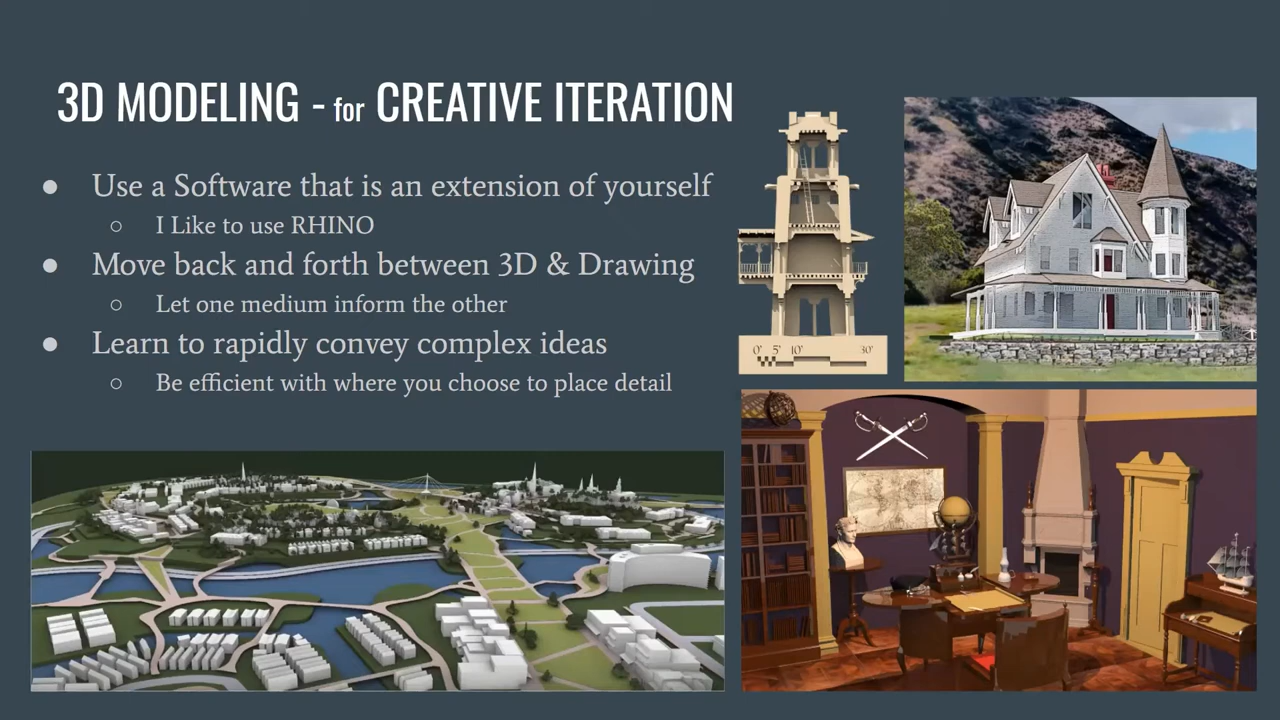 3D MODELING - for CREATIVE ITERATION
● Use a Software that is an extension of yourself
○ I Like to use RHINO
● Move back and forth between 3D & Drawing
○ Let one medium inform the other
● Learn to rapidly convey complex ideas
○ Be efficient with where you choose to place detail
0' 5' 10' 30'